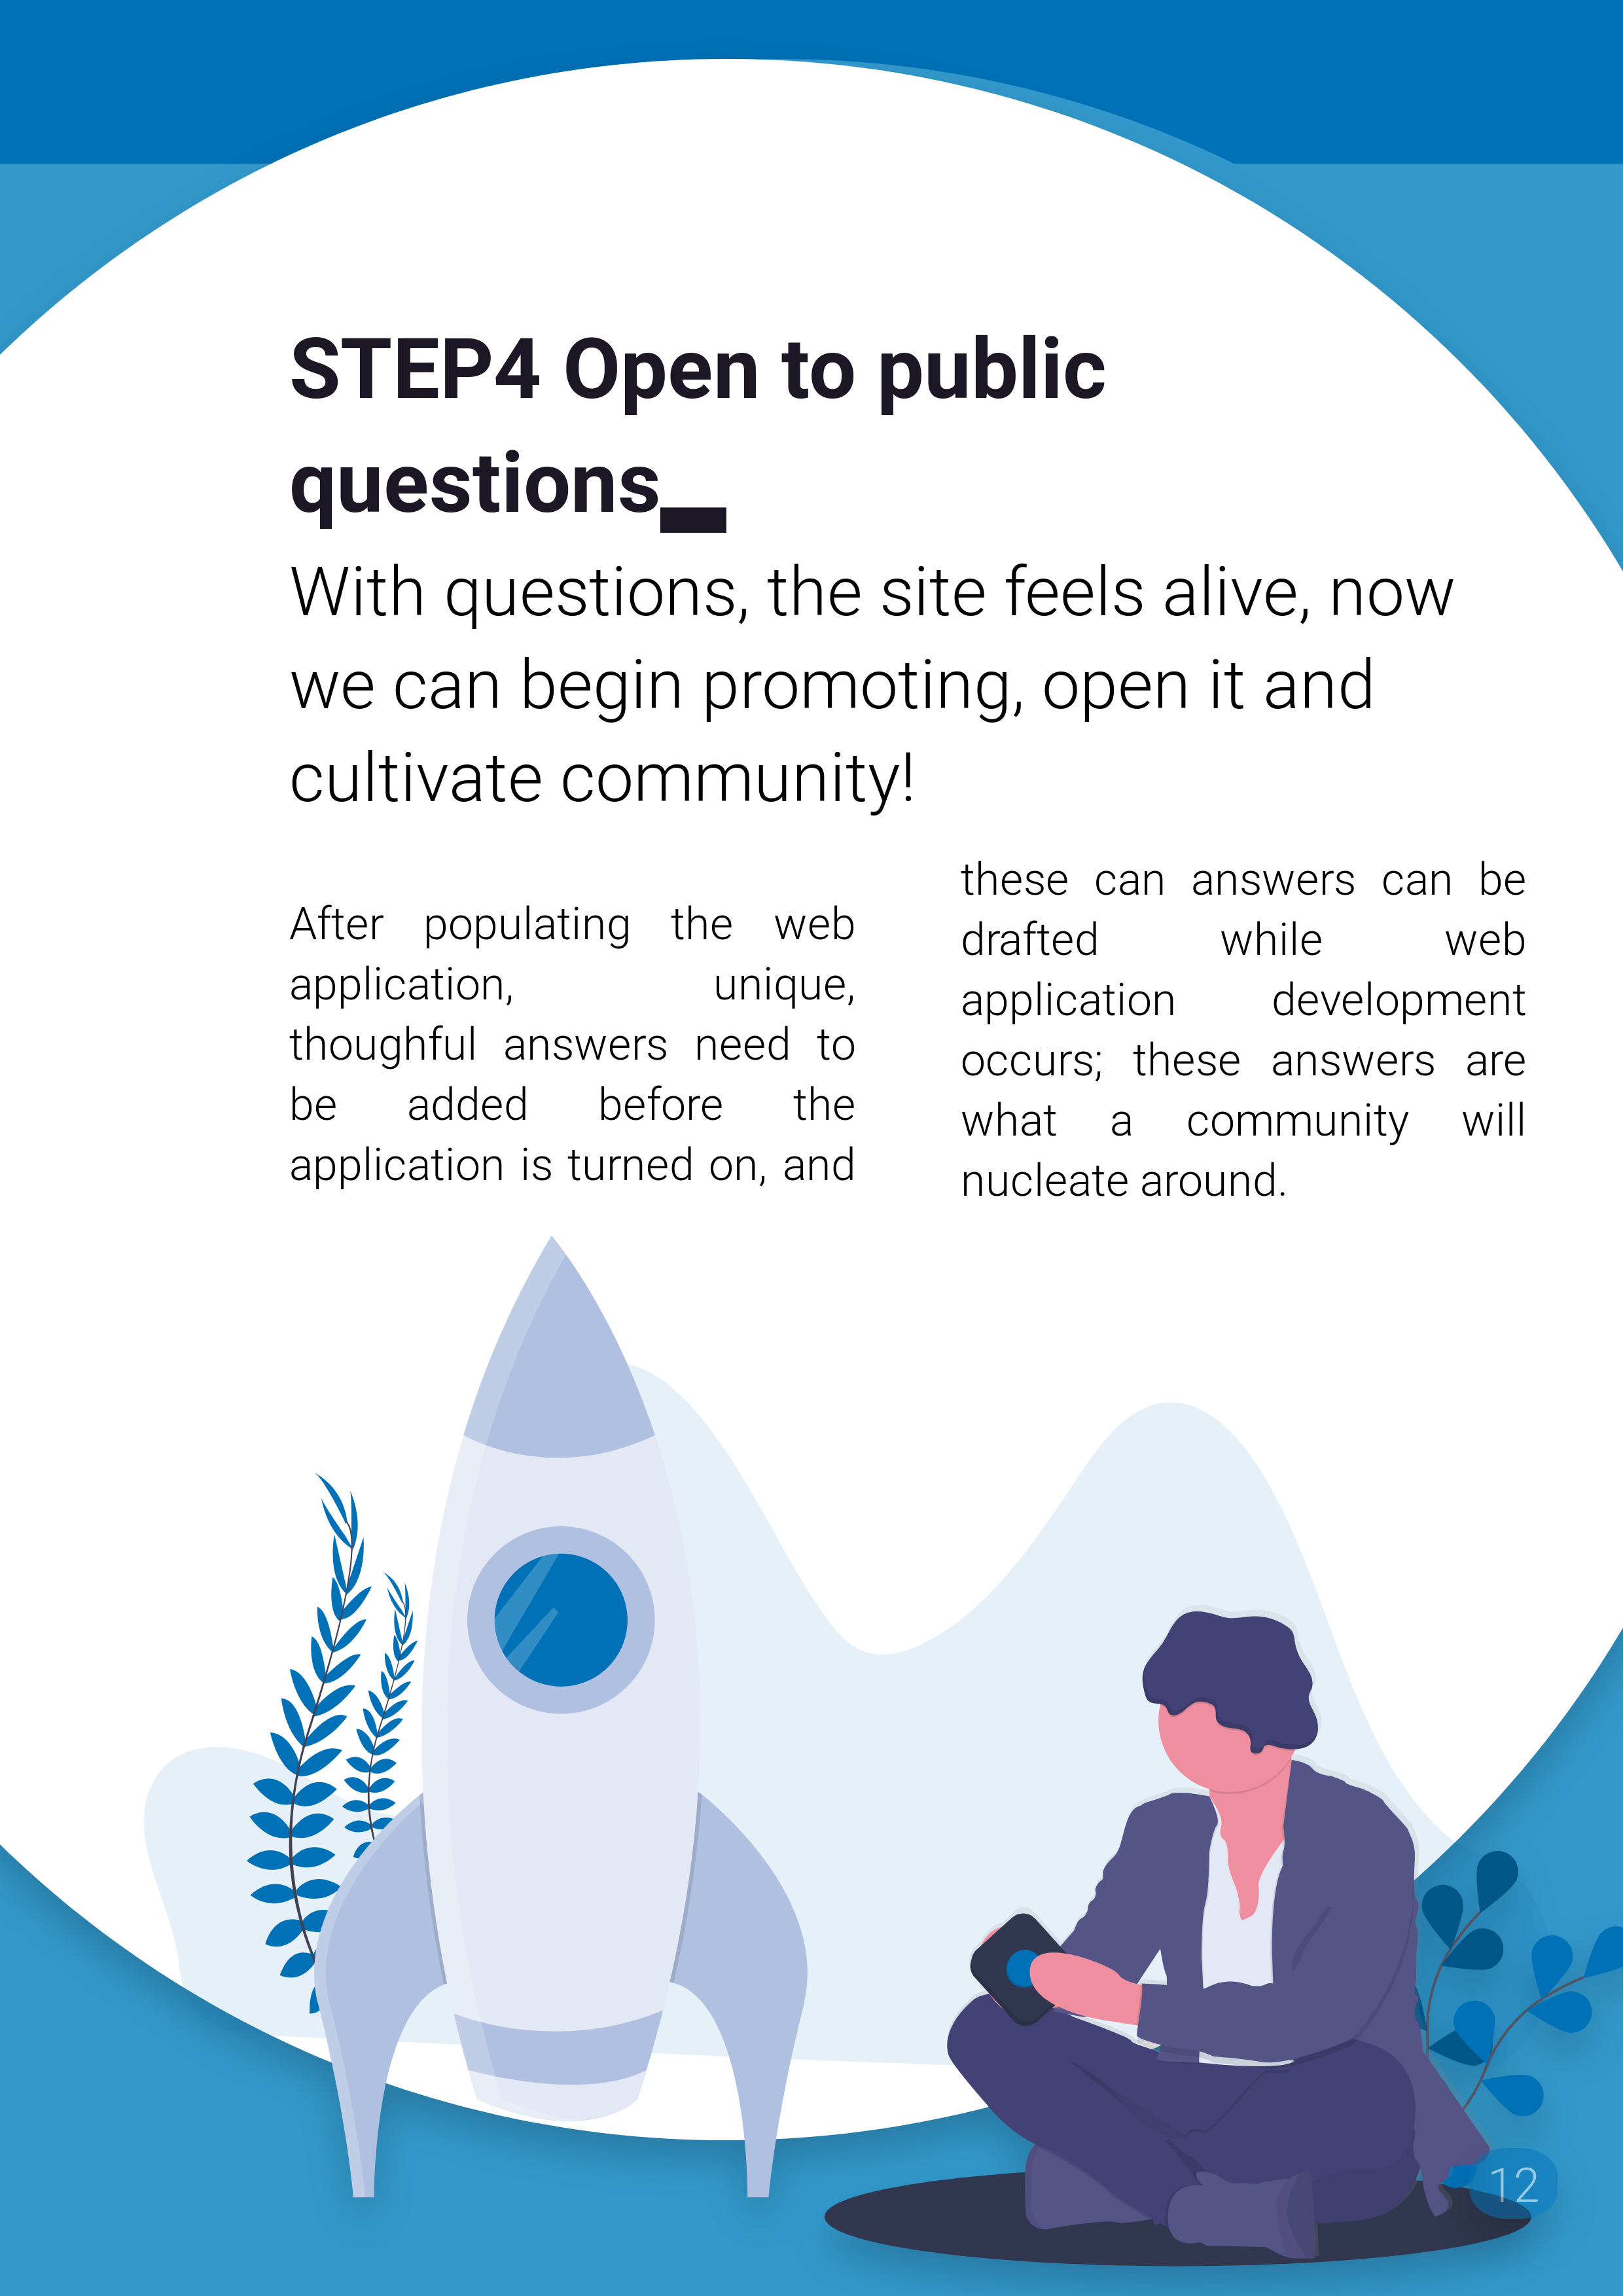 STEP4 Open to public
questions_
With questions, the site feels alive, now
we can begin promoting, open it and
cultivate community!
After populating the web
application, unique,
thoughtful answers need to
be added before the
application is turned on, and
these can answers can be
drafted while web
application development
occurs; these answers are
what a community will
nucleate around.
12